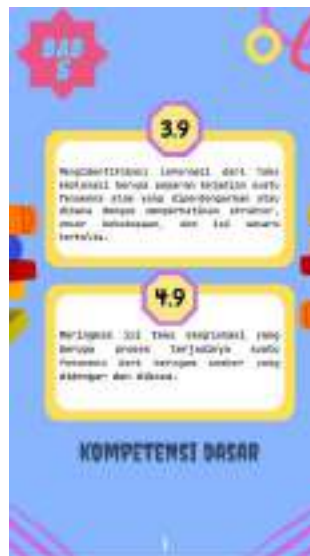 BAB
5
3.9
Mengidentifikasi informasi dari teks
eksplanasi berupa paparan kejadian suatu
fenomena alam yang diperdengarkan atau
dibaca dengan memperhatikan struktur,
unsur kebahasaan, dan isi secara
tertulis.
4.9
Meringkas isi teks eksplanasi yang
berupa proses terjadinya suatu
fenomena dari beragam sumber yang
didengar dan dibaca.
KOMPETENSI DASAR